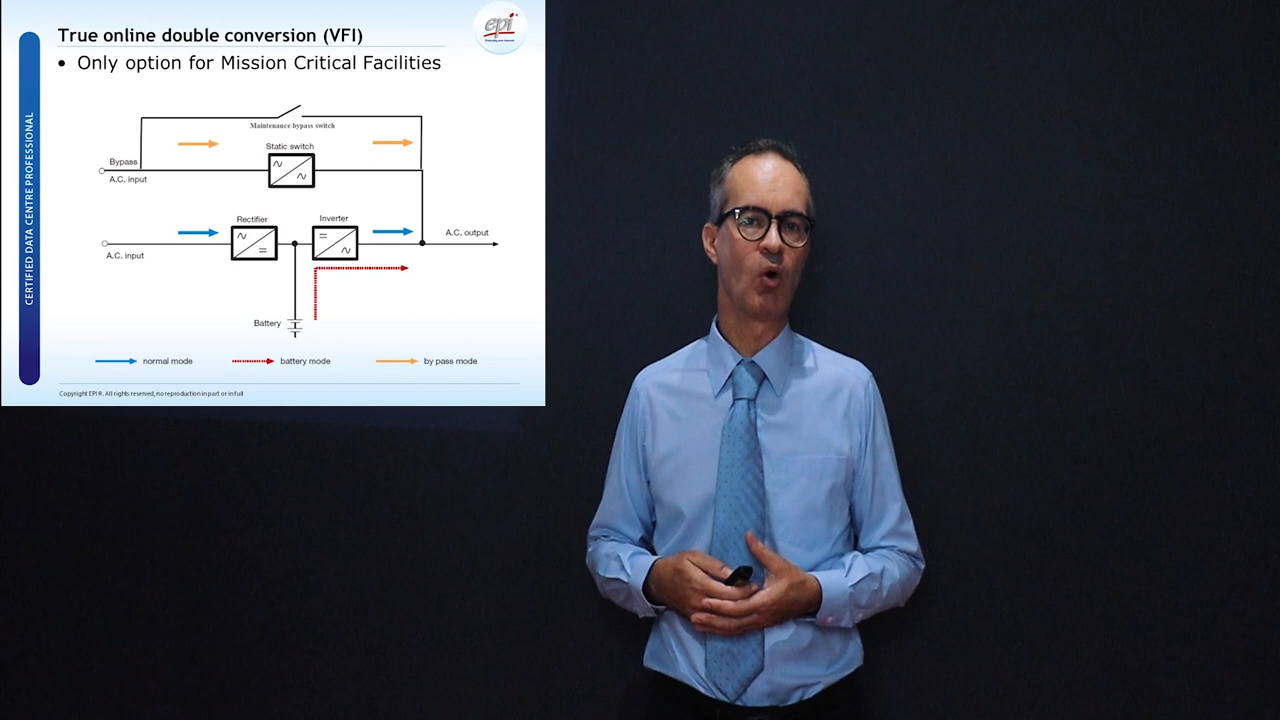 True online double conversion (VFI)
epi
• Only option for Mission Critical Facilities
CERTIFIED DATA CENTRE PROFESSIONAL
Maintenance bypass switch
Static switch
Bypass
A.C. input
Rectifier
Inverter
A.C. output
A.C. input
Battery
normal mode
battery mode
by pass mode
Copyright EPI®. All rights reserved, no reproduction in part or in full